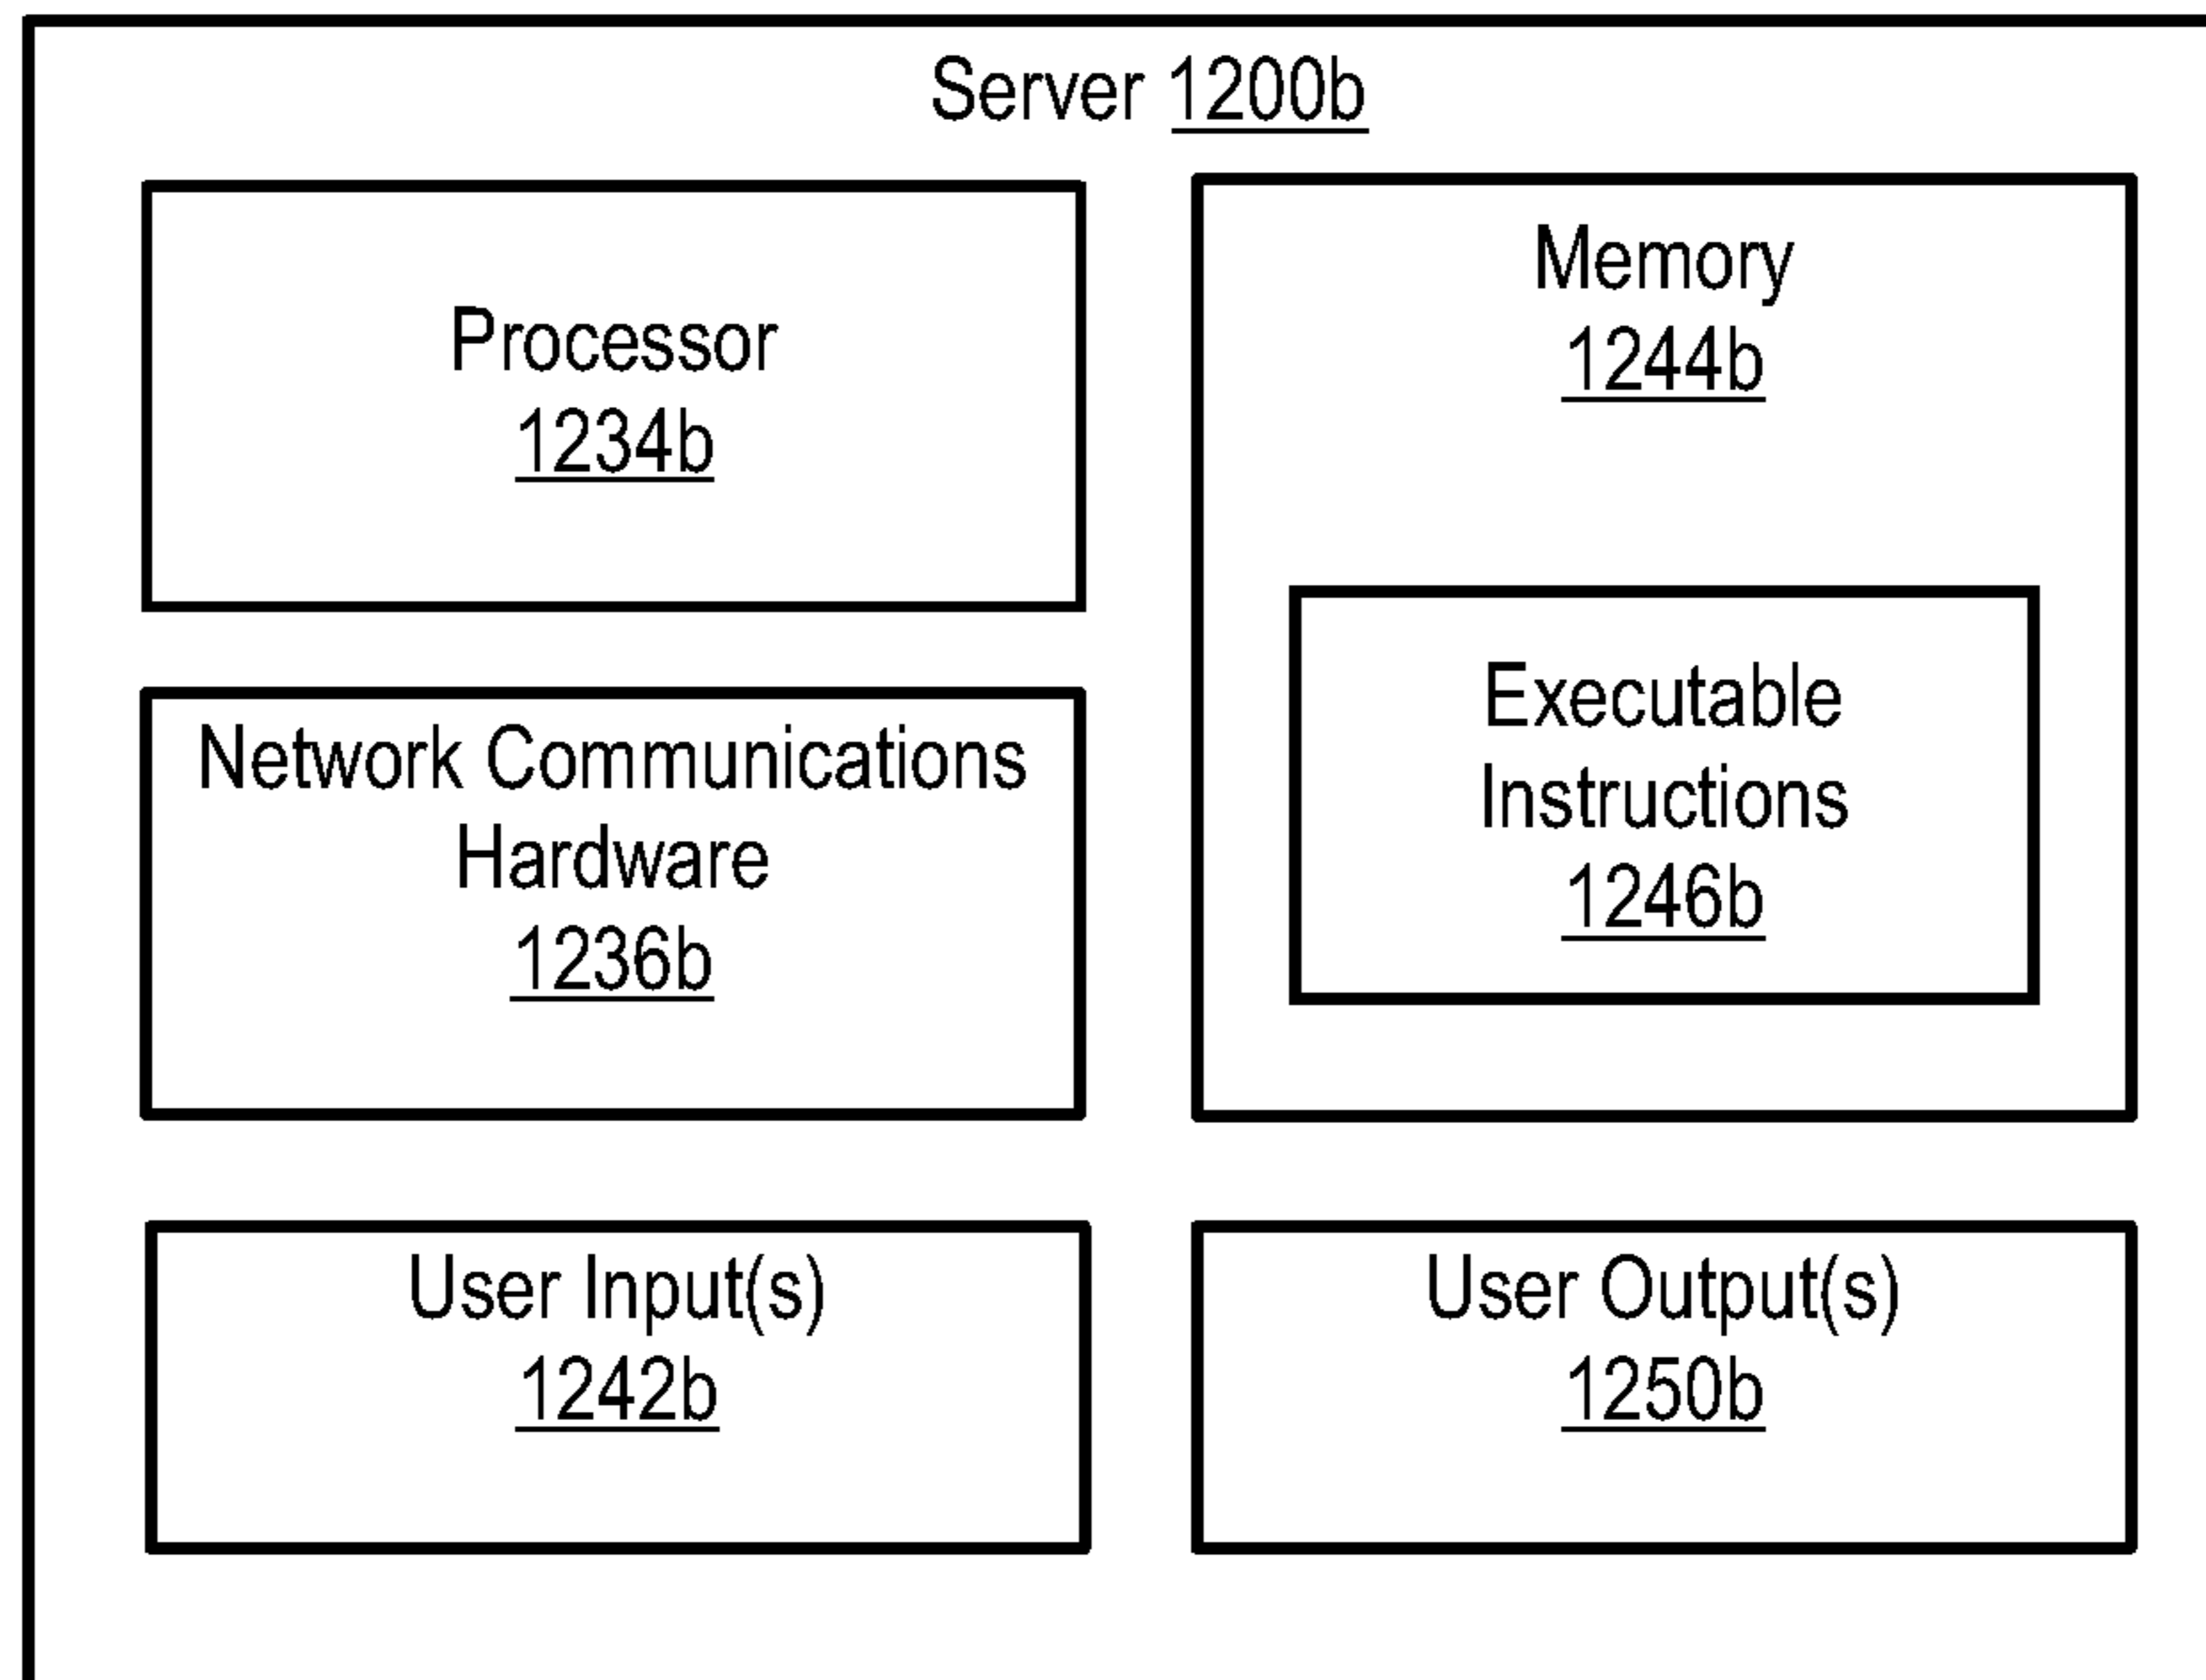 Server 1200b
Processor
1234b
Memory
1244b
Network Communications
Hardware
1236b
Executable
Instructions
1246b
User Input(s)
1242b
User Output(s)
1250b